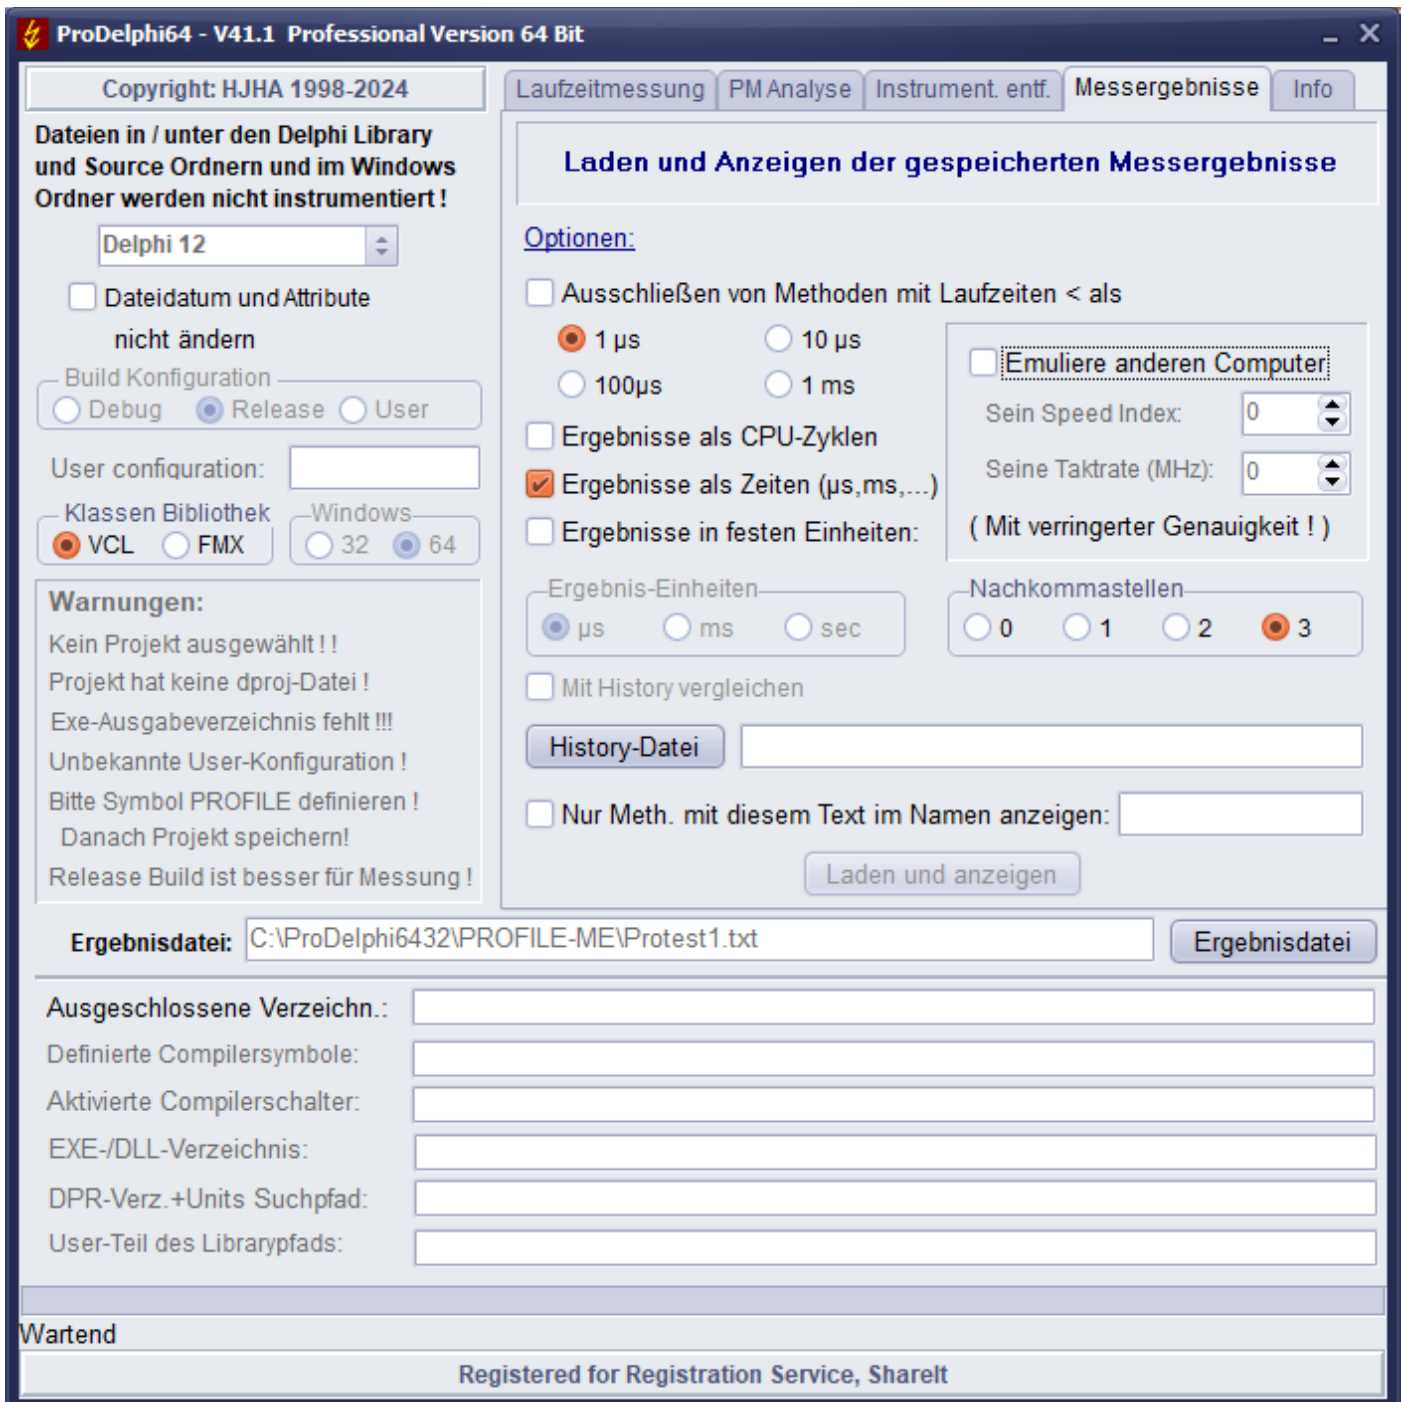 ProDelphi64 - V41.1 Professional Version 64 Bit
Copyright: HJHA 1998-2024
Dateien in / unter den Delphi Library
und Source Ordnern und im Windows
Ordner werden nicht instrumentiert !
Delphi 12
Dateidatum und Attribute
nicht ändern
Build Konfiguration
Debug Release User
User configuration:
Klassen Bibliothek
VCL FMX
Windows
32 64
Warnungen:
Kein Projekt ausgewählt ! !
Projekt hat keine dproj-Datei !
Exe-Ausgabeverzeichnis fehlt !!!
Unbekannte User-Konfiguration !
Bitte Symbol PROFILE definieren !
Danach Projekt speichern!
Release Build ist besser für Messung !
Laufzeitmessung PM Analyse Instrument. entf. Messergebnisse Info
Laden und Anzeigen der gespeicherten Messergebnisse
Optionen:
Ausschließen von Methoden mit Laufzeiten < als
1 µs 10 µs
100µs 1 ms
Ergebnisse als CPU-Zyklen
Ergebnisse als Zeiten (µs,ms,...)
Ergebnisse in festen Einheiten:
Emuliere anderen Computer
Sein Speed Index: 0
Seine Taktrate (MHz): 0
( Mit verringerter Genauigkeit ! )
Ergebnis-Einheiten
µs ms sec
Nachkommastellen
0 1 2 3
Mit History vergleichen
History-Datei
Nur Meth. mit diesem Text im Namen anzeigen:
Laden und anzeigen
Ergebnisdatei: C:\ProDelphi6432\PROFILE-ME\Protest1.txt Ergebnisdatei
Ausgeschlossene Verzeichn.:
Definierte Compilersymbole:
Aktivierte Compilerschalter:
EXE-/DLL-Verzeichnis:
DPR-Verz.+Units Suchpfad:
User-Teil des Librarypfads:
Wartend
Registered for Registration Service, ShareIt